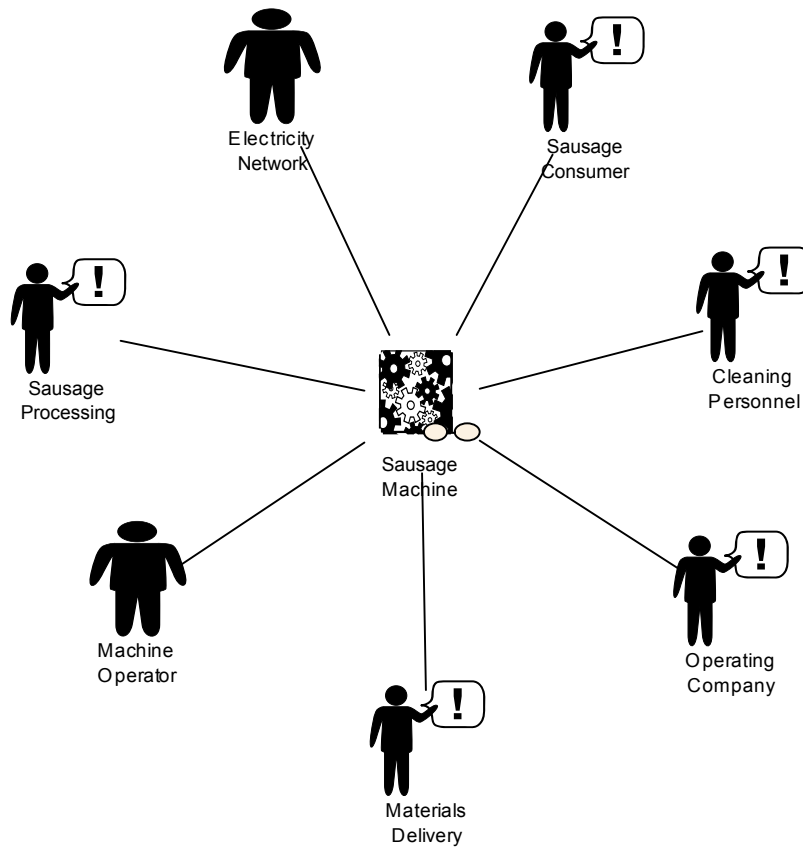 Electricity
Network
Sausage
Consumer
!
Sausage
Processing
!
Cleaning
Personnel
!
Sausage
Machine
Machine
Operator
Operating
Company
!
Materials
Delivery
!